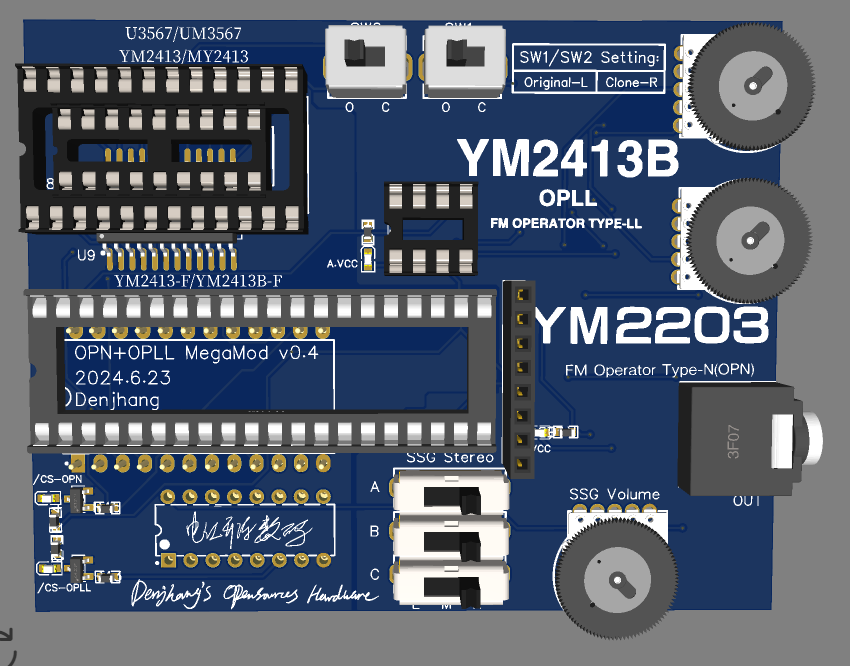 U3567/UM3567
YM2413/MY2413
SW1/SW2 Setting:
Original-L
Clone-R
O
C
O
C
YM2413B
OPLL
FM OPERATOR TYPE-LL
8
U9
A.VCC
YM2413-F/YM2413B-F
YM2203
FM Operator Type-N(OPN)
OPN+OPLL MegaMod v0.4
2024.6.23
Denjhang
3F07
OUT
SSG Stereo
/CS-OPN
A
B
C
SSG Volume
/CS-OPLL
Denjhang's Opensources Hardware